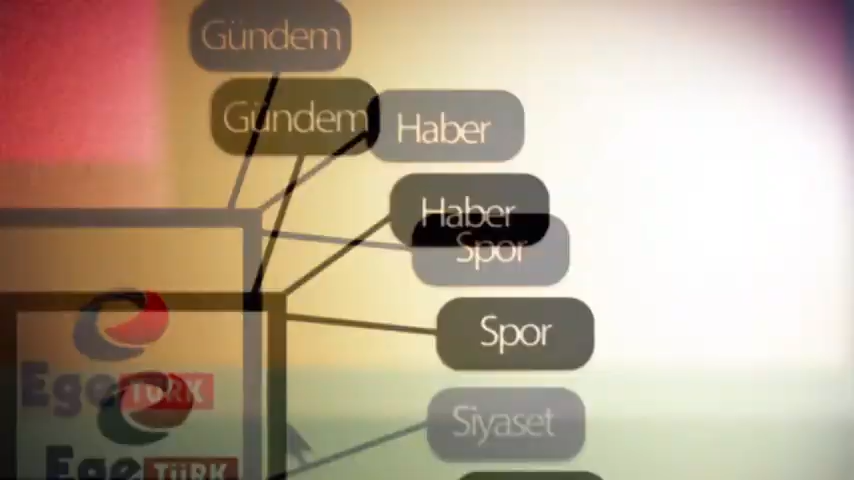 Gündem
Gündem
Haber
Haber
Spor
Spor
Ege TÜRK
Siyaset
Ege TÜRK